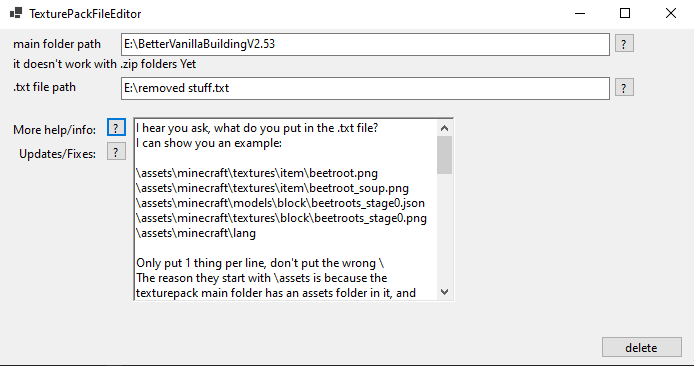 TexturePackFileEditor
main folder path E:\BetterVanillaBuildingV2.53 ?
it doesn't work with .zip folders Yet
.txt file path E:\removed stuff.txt ?
More help/info: ?
Updates/Fixes: ?
I hear you ask, what do you put in the .txt file?
I can show you an example:
\assets\minecraft\textures\item\beetroot.png
\assets\minecraft\textures\item\beetroot_soup.png
\assets\minecraft\models\block\beetroots_stage0.json
\assets\minecraft\textures\block\beetroots_stage0.png
\assets\minecraft\lang
Only put 1 thing per line, don't put the wrong \
The reason they start with \assets is because the
texturepack main folder has an assets folder in it, and
delete